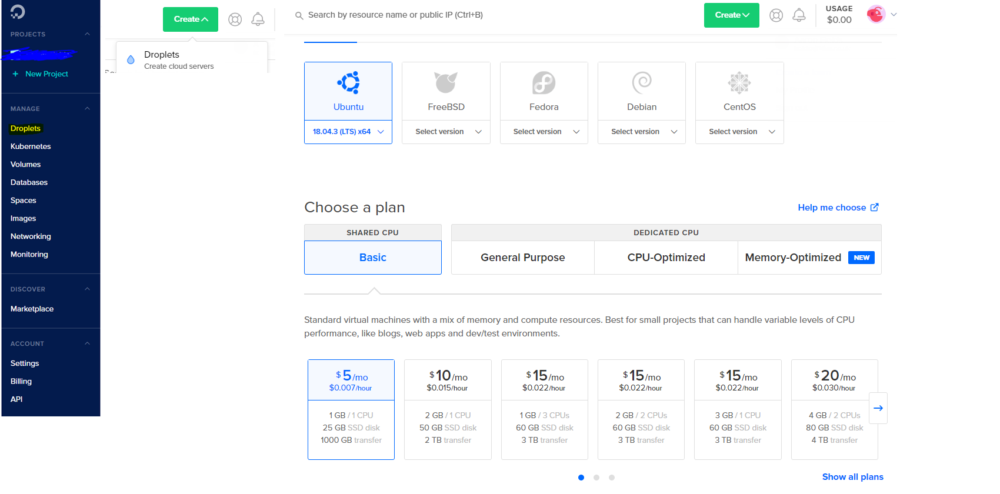 PROJECTS
+ New Project
MANAGE
Droplets
Kubernetes
Volumes
Databases
Spaces
Images
Networking
Monitoring
DISCOVER
Marketplace
ACCOUNT
Settings
Billing
API
Create
Droplets
Create cloud servers
Search by resource name or public IP (Ctrl+B)
Create
USAGE
$0.00
Ubuntu
18.04.3 (LTS) x64
FreeBSD
Select version
Fedora
Select version
Debian
Select version
CentOS
Select version
Choose a plan
Help me choose
SHARED CPU
Basic
DEDICATED CPU
General Purpose
CPU-Optimized
Memory-Optimized NEW
Standard virtual machines with a mix of memory and compute resources. Best for small projects that can handle variable levels of CPU
performance, like blogs, web apps and dev/test environments.
$5/mo
$0.007/hour
1 GB / 1 CPU
25 GB SSD disk
1000 GB transfer
$10/mo
$0.015/hour
2 GB / 1 CPU
50 GB SSD disk
2 TB transfer
$15/mo
$0.022/hour
1 GB / 3 CPUs
60 GB SSD disk
3 TB transfer
$15/mo
$0.022/hour
2 GB / 2 CPUs
60 GB SSD disk
3 TB transfer
$15/mo
$0.022/hour
3 GB / 1 CPU
60 GB SSD disk
3 TB transfer
$20/mo
$0.030/hour
4 GB / 2 CPUs
80 GB SSD disk
4 TB transfer
Show all plans